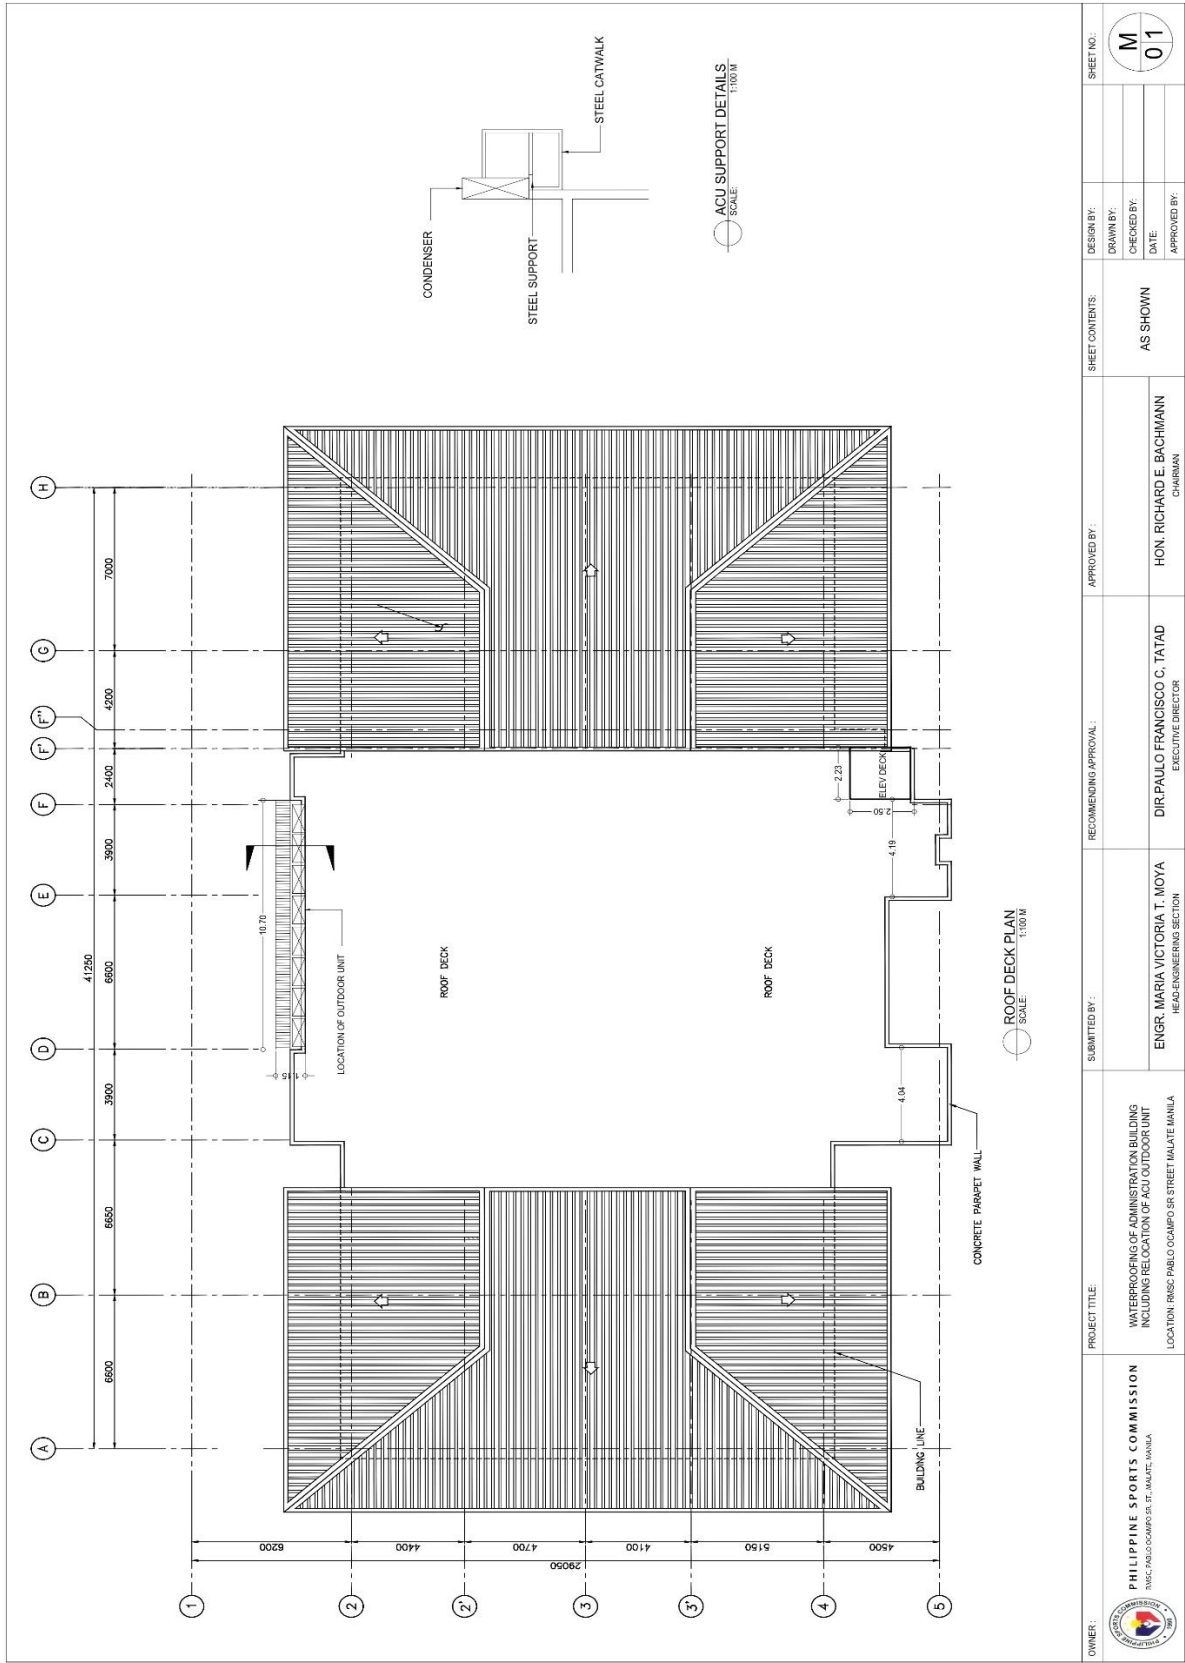 H
G
F''
F'
F
E
D
C
B
A
41250
7000
4200
2400
3900
6600
3900
6650
6600
1
2
2'
3
3'
4
5
6200
4400
4700
4100
5150
4500
29050
10.70
1.15
LOCATION OF OUTDOOR UNIT
ROOF DECK
ROOF DECK
ELEV DECK
2.23
2.50
4.19
4.04
CONCRETE PARAPET WALL
BUILDING LINE
ROOF DECK PLAN
SCALE: 1:100 M
CONDENSER
STEEL SUPPORT
STEEL CATWALK
ACU SUPPORT DETAILS
SCALE: 1:100 M
OWNER :
PHILIPPINE SPORTS COMMISSION
RMSC, PABLO OCAMPO SR. ST., MALATE, MANILA
PHILIPPINE SPORTS COMMISSION
1990
PROJECT TITLE:
WATERPROOFING OF ADMINISTRATION BUILDING
INCLUDING RELOCATION OF ACU OUTDOOR UNIT
LOCATION: RMSC PABLO OCAMPO SR STREET MALATE MANILA
SUBMITTED BY :
ENGR. MARIA VICTORIA T. MOYA
HEAD-ENGINEERING SECTION
RECOMMENDING APPROVAL :
DIR.PAULO FRANCISCO C. TATAD
EXECUTIVE DIRECTOR
APPROVED BY :
HON. RICHARD E. BACHMANN
CHAIRMAN
SHEET CONTENTS:
AS SHOWN
DESIGN BY:
DRAWN BY:
CHECKED BY:
DATE:
APPROVED BY:
SHEET NO.:
M
01